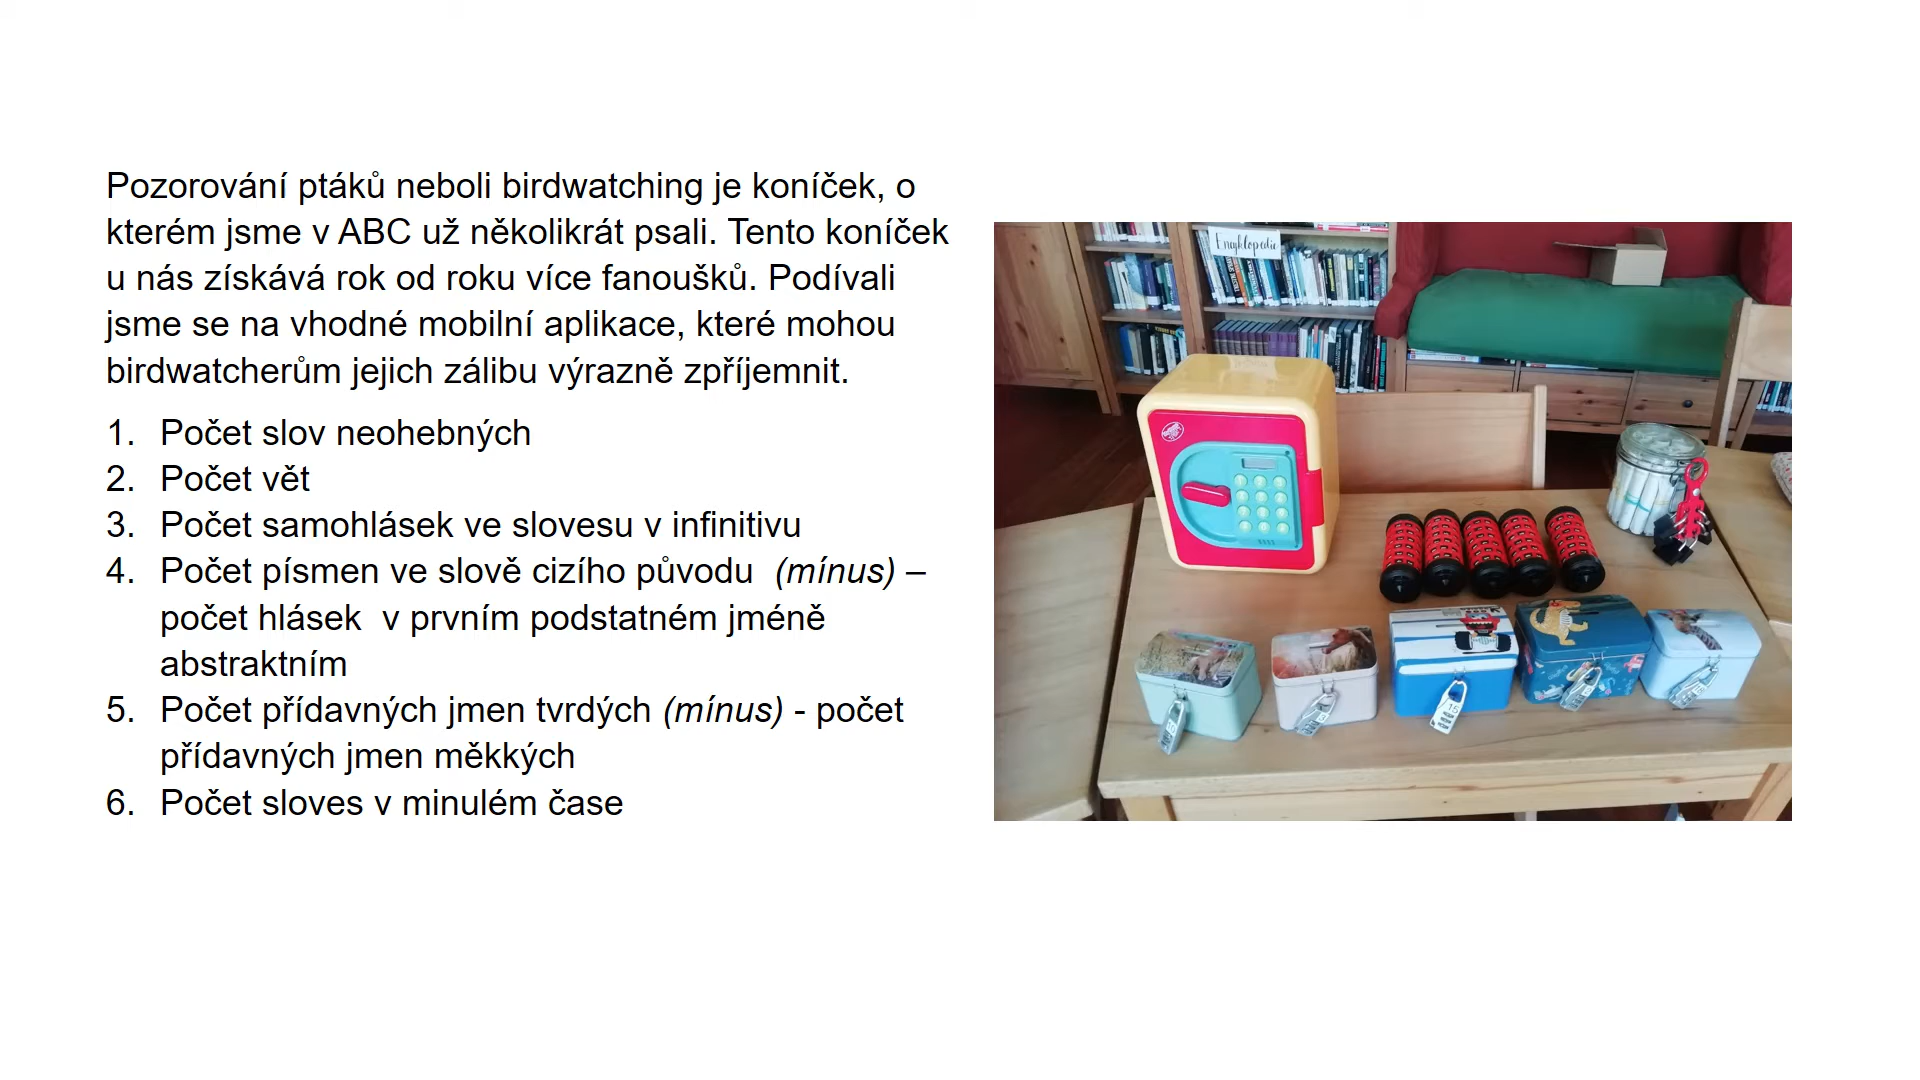 Pozorování ptáků neboli birdwatching je koníček, o
kterém jsme v ABC už několikrát psali. Tento koníček
u nás získává rok od roku více fanoušků. Podívali
jsme se na vhodné mobilní aplikace, které mohou
birdwatcherům jejich zálibu výrazně zpříjemnit.
1. Počet slov neohebných
2. Počet vět
3. Počet samohlásek ve slovesu v infinitivu
4. Počet písmen ve slově cizího původu (mínus) –
počet hlásek v prvním podstatném jméně
abstraktním
5. Počet přídavných jmen tvrdých (mínus) - počet
přídavných jmen měkkých
6. Počet sloves v minulém čase
Encyklopedie
15